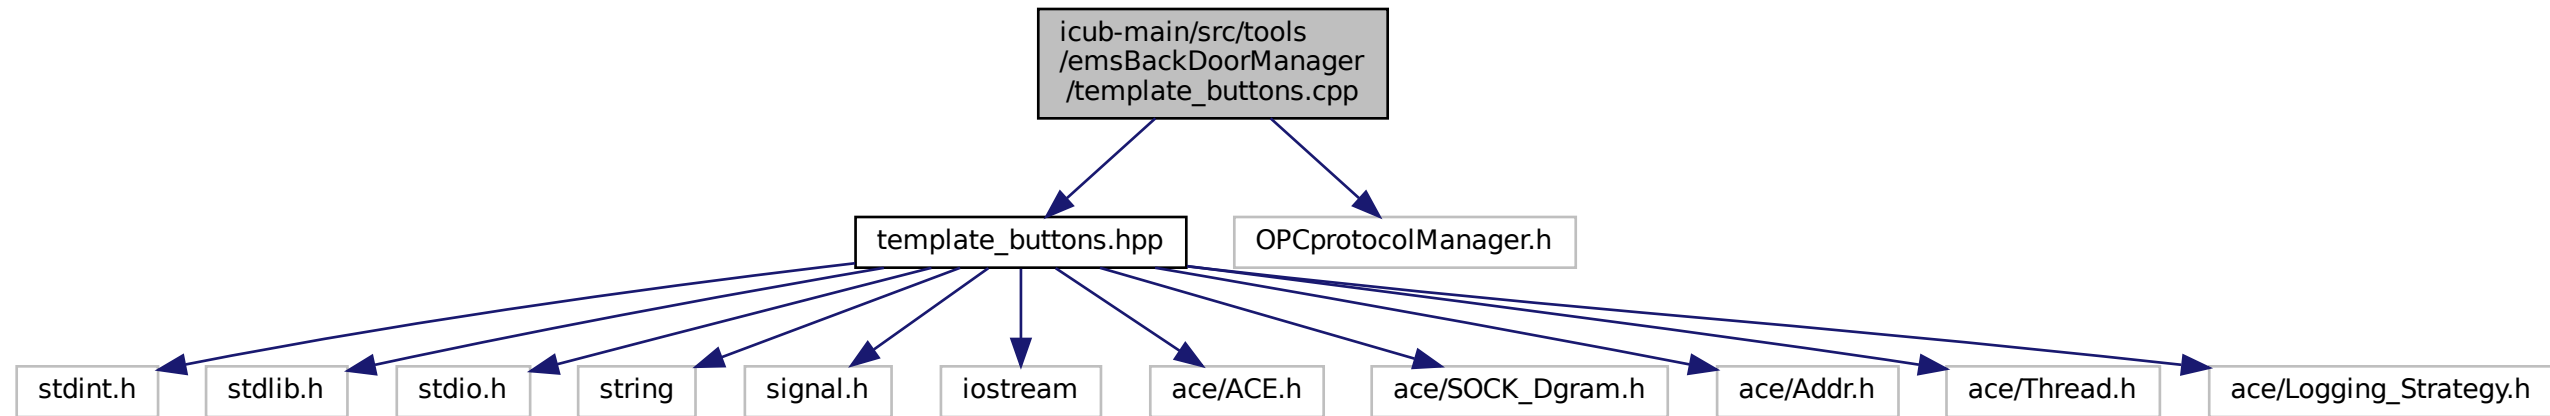 icub-main/src/tools
/emsBackDoorManager
/template_buttons.cpp
template_buttons.hpp
OPCprotocolManager.h
stdint.h
stdlib.h
stdio.h
string
signal.h
iostream
ace/ACE.h
ace/SOCK_Dgram.h
ace/Addr.h
ace/Thread.h
ace/Logging_Strategy.h